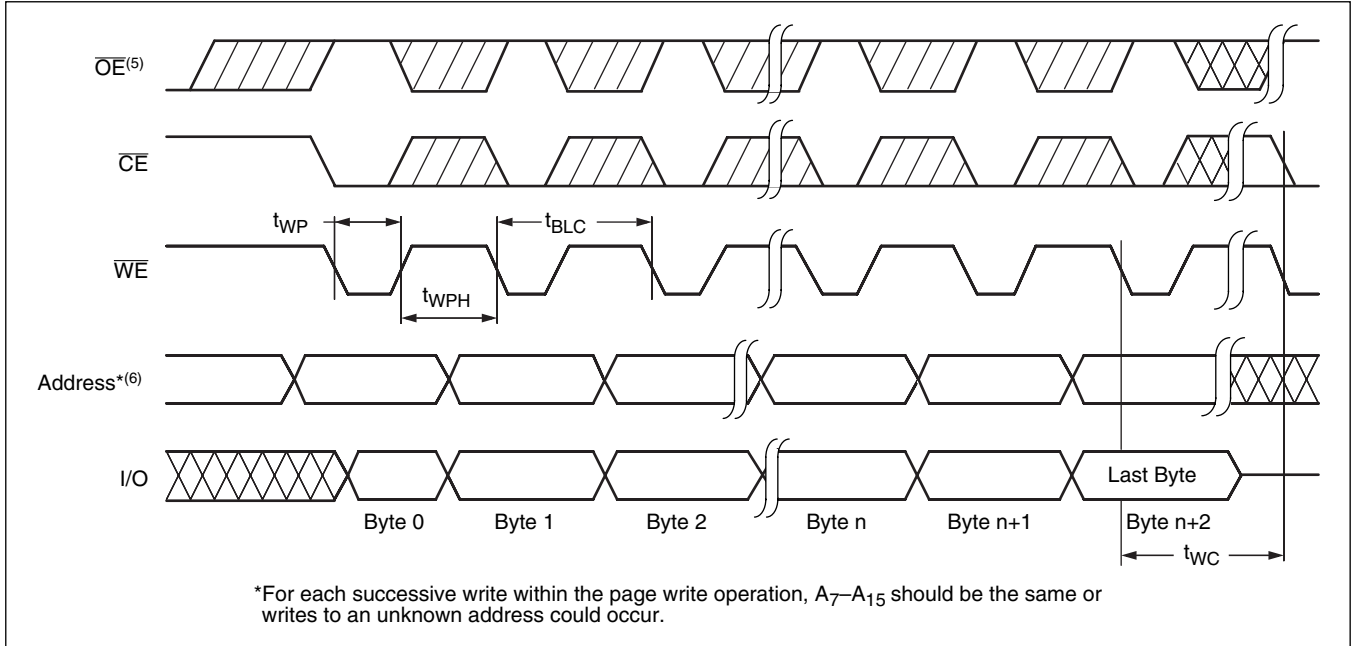 OE(5)
CE
tWP
tBLC
WE
tWPH
Address*(6)
I/O
Last Byte
Byte 0 Byte 1 Byte 2 Byte n Byte n+1 Byte n+2
tWC
*For each successive write within the page write operation, A7–A15 should be the same or
writes to an unknown address could occur.